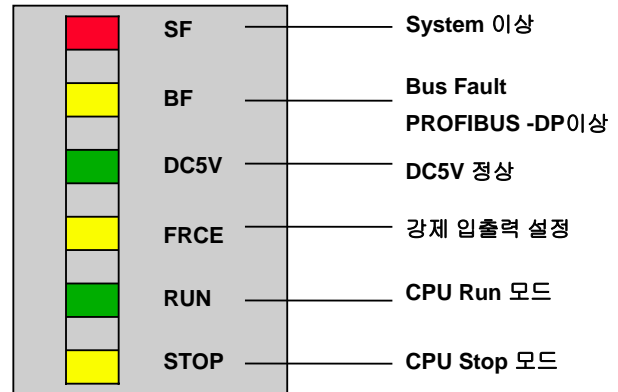 SF System 이상
BF Bus Fault
PROFIBUS -DP이상
DC5V DC5V 정상
FRCE 강제 입출력 설정
RUN CPU Run 모드
STOP CPU Stop 모드